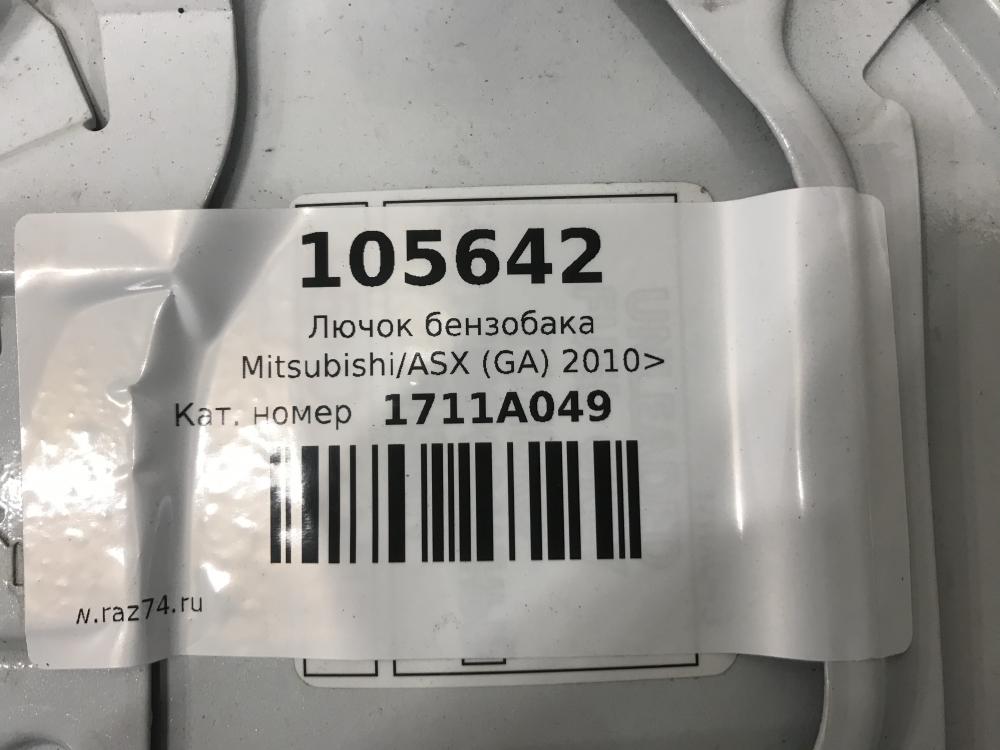 105642
Лючок бензобака
Mitsubishi/ASX (GA) 2010>
Кат. номер 1711A049
.raz74.ru